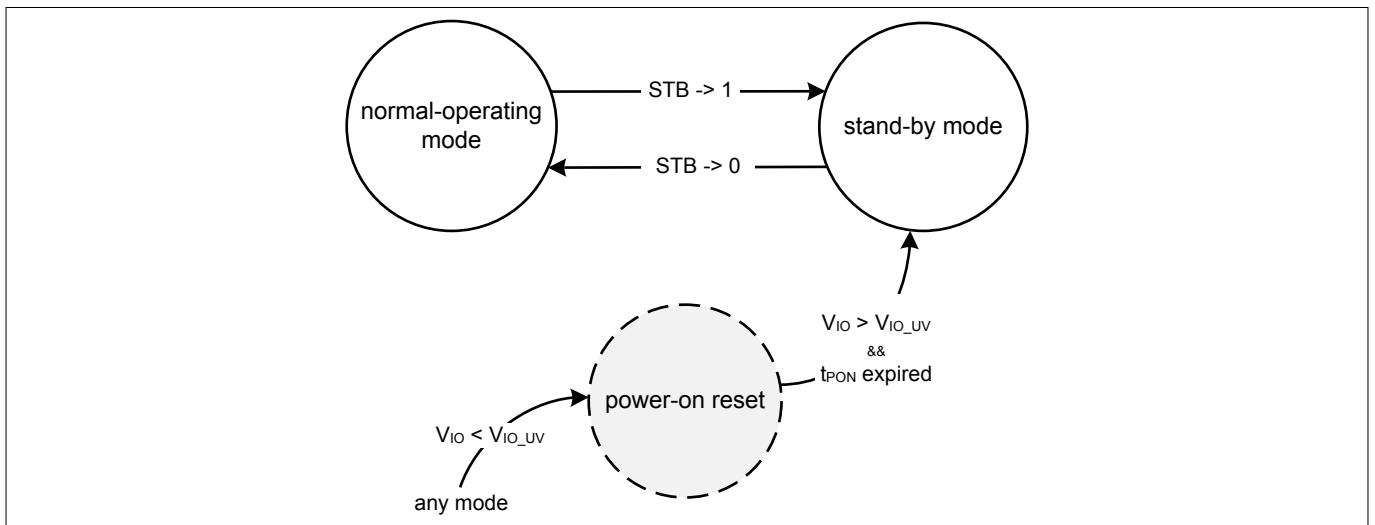 normal-operating
mode
STB -> 1
stand-by mode
STB -> 0
VIO > VIO_UV
&&
tPON expired
power-on reset
VIO < VIO_UV
any mode